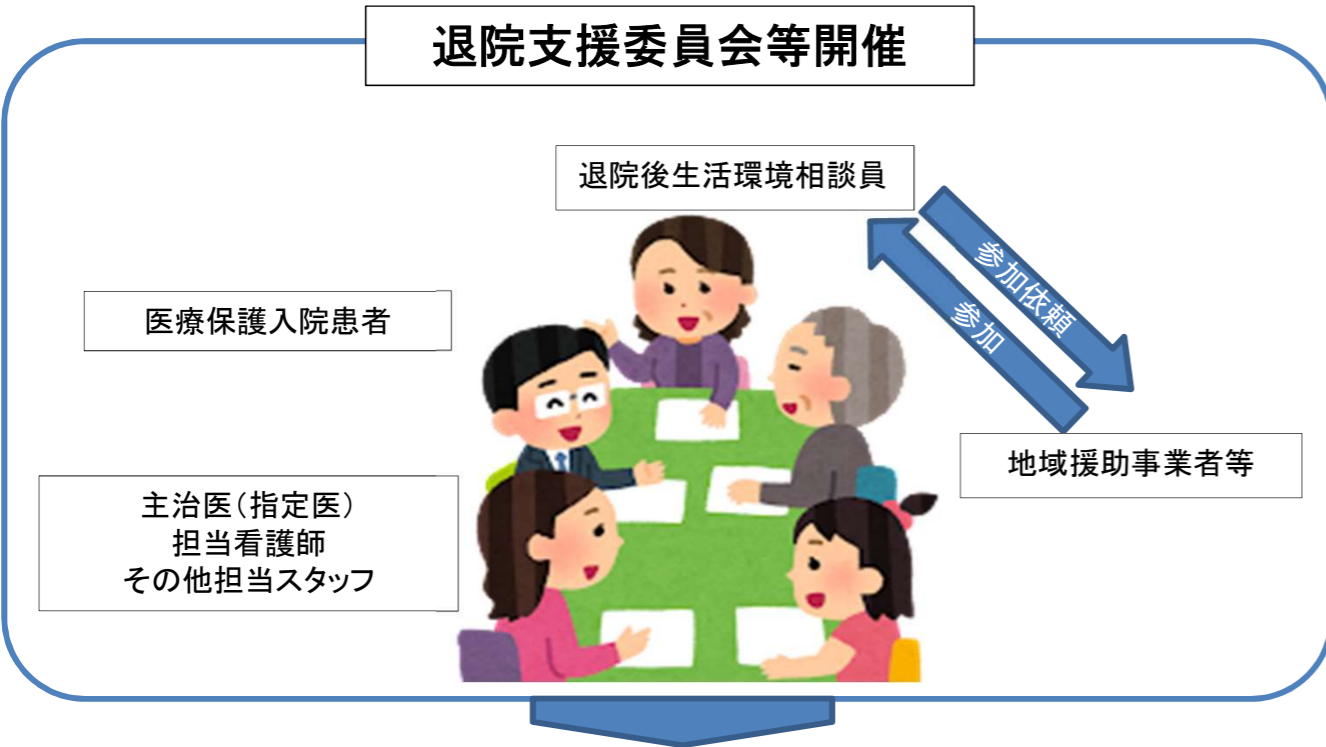 退院支援委員会等開催
退院後生活環境相談員
参加依頼
参加
医療保護入院患者
地域援助事業者等
主治医（指定医）
担当看護師
その他担当スタッフ